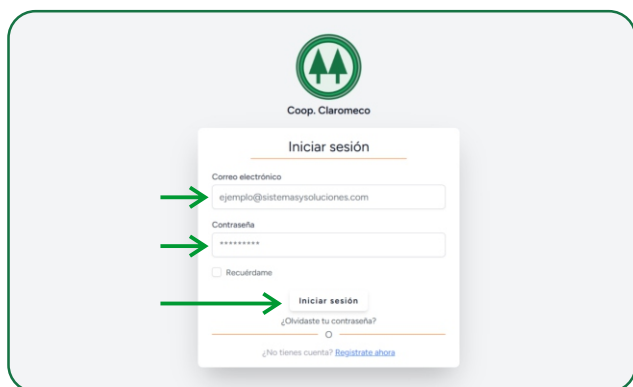 Coop. Claromeco
Iniciar sesión
Correo electrónico
ejemplo@sistemasysoluciones.com
Contraseña
*********
Recuérdame
Iniciar sesión
¿Olvidaste tu contraseña?
O
¿No tienes cuenta? Registrate ahora